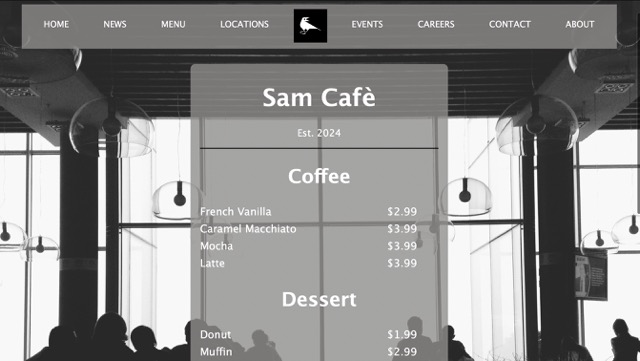 HOME NEWS MENU LOCATIONS EVENTS CAREERS CONTACT ABOUT
Sam Cafè
Est. 2024
Coffee
French Vanilla $2.99
Caramel Macchiato $3.99
Mocha $3.99
Latte $3.99
Dessert
Donut $1.99
Muffin $2.99